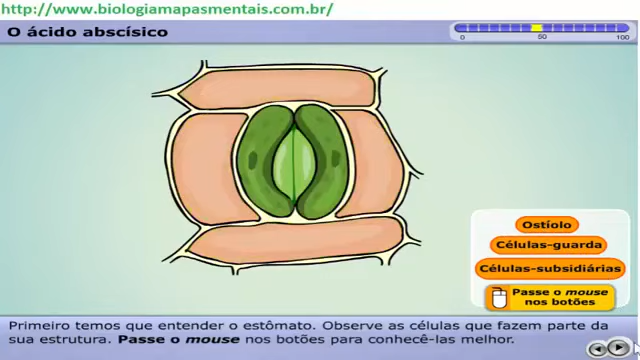 http://www.biologiamapasmentais.com.br/
O ácido abscísico
0 50 100
Ostíolo
Células-guarda
Células-subsidiárias
Passe o mouse
nos botões
Primeiro temos que entender o estômato. Observe as células que fazem parte da
sua estrutura. Passe o mouse nos botões para conhecê-las melhor.